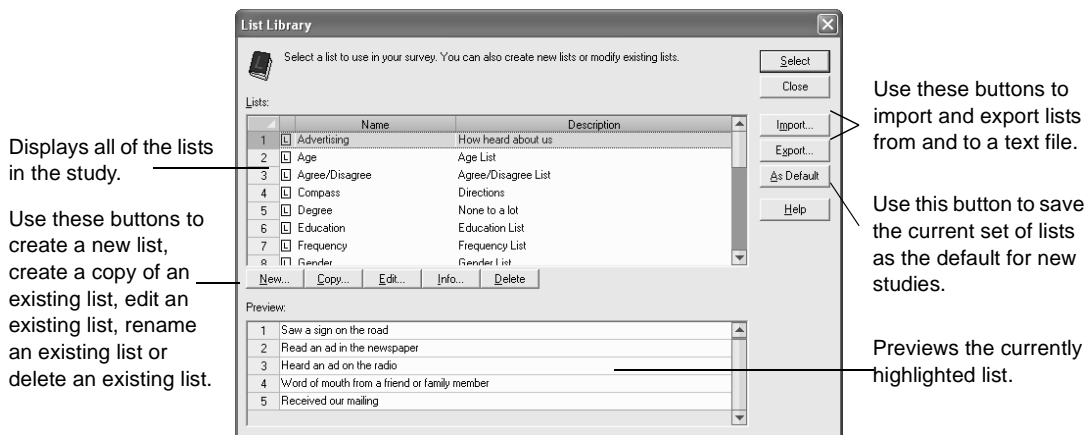 List Library
Select a list to use in your survey. You can also create new lists or modify existing lists.
Select
Close
Lists:
Name Description
1 L Advertising How heard about us
2 L Age Age List
3 L Agree/Disagree Agree/Disagree List
4 L Compass Directions
5 L Degree None to a lot
6 L Education Education List
7 L Frequency Frequency List
8 L Gender Gender List
Import...
Export...
As Default
Help
New... Copy... Edit... Info... Delete
Preview:
1 Saw a sign on the road
2 Read an ad in the newspaper
3 Heard an ad on the radio
4 Word of mouth from a friend or family member
5 Received our mailing
Displays all of the lists
in the study.
Use these buttons to
create a new list,
create a copy of an
existing list, edit an
existing list, rename
an existing list or
delete an existing list.
Use these buttons to
import and export lists
from and to a text file.
Use this button to save
the current set of lists
as the default for new
studies.
Previews the currently
highlighted list.